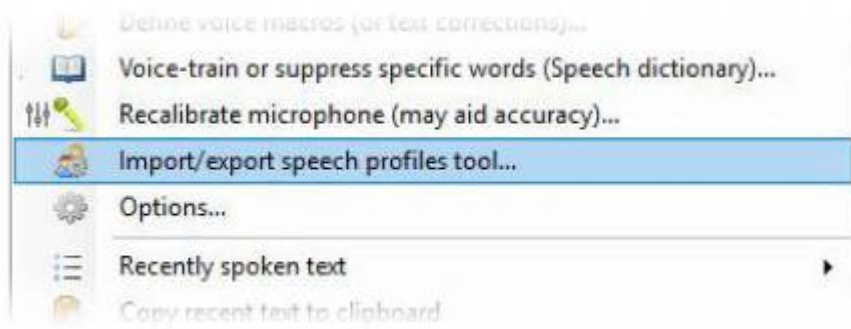 Define voice macros (or text corrections)...
Voice-train or suppress specific words (Speech dictionary)...
Recalibrate microphone (may aid accuracy)...
Import/export speech profiles tool...
Options...
Recently spoken text
Copy recent text to clipboard